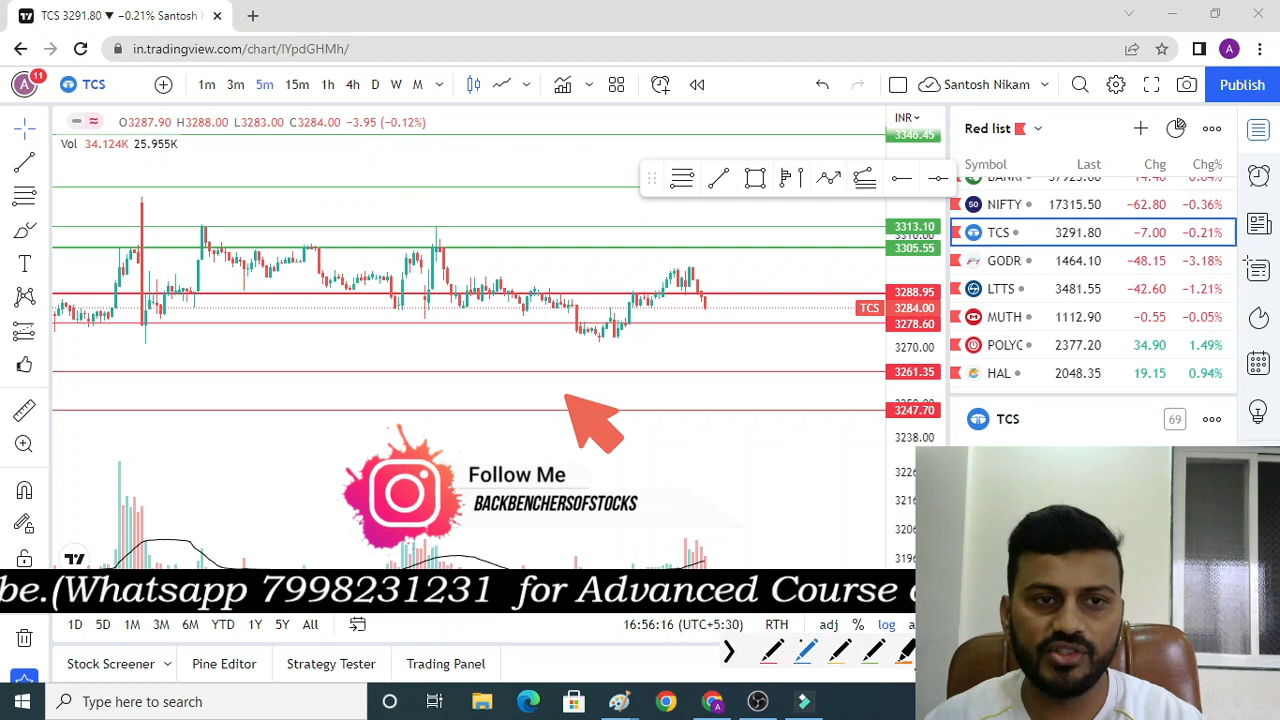 TCS 3291.80 ▼ −0.21% Santosh
in.tradingview.com/chart/IYpdGHMh/
A 11 TCS 1m 3m 5m 15m 1h 4h D W M Santosh Nikam Publish
O3287.90 H3288.00 L3283.00 C3284.00 −3.95 (−0.12%)
Vol 34.124K 25.955K
INR
3346.45
3313.10
3305.55
3288.95
TCS 3284.00
3278.60
3270.00
3261.35
3247.70
3238.00
Red list
Symbol Last Chg Chg%
NIFTY 17315.50 −62.80 −0.36%
TCS 3291.80 −7.00 −0.21%
GODR 1464.10 −48.15 −3.18%
LTTS 3481.55 −42.60 −1.21%
MUTH 1112.90 −0.55 −0.05%
POLYC 2377.20 34.90 1.49%
HAL 2048.35 19.15 0.94%
TCS 69
Follow Me
BACKBENCHERSOFSTOCKS
be.(Whatsapp 7998231231 for Advanced Course
1D 5D 1M 3M 6M YTD 1Y 5Y All 16:56:16 (UTC+5:30) RTH adj % log
Stock Screener Pine Editor Strategy Tester Trading Panel
Type here to search